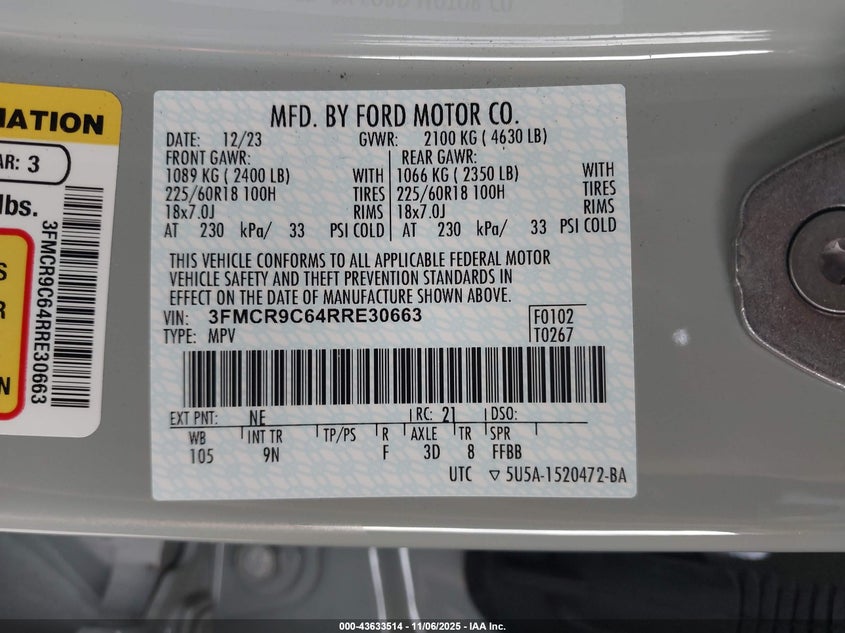 MATION
AR: 3
lbs.
S
R
N
3FMCR9C64RRE30663
MFD. BY FORD MOTOR CO.
DATE: 12/23 GVWR: 2100 KG ( 4630 LB)
FRONT GAWR: REAR GAWR:
1089 KG ( 2400 LB) WITH 1066 KG ( 2350 LB) WITH
225/60R18 100H TIRES 225/60R18 100H TIRES
18x7.0J RIMS 18x7.0J RIMS
AT 230 kPa/ 33 PSI COLD AT 230 kPa/ 33 PSI COLD
THIS VEHICLE CONFORMS TO ALL APPLICABLE FEDERAL MOTOR
VEHICLE SAFETY AND THEFT PREVENTION STANDARDS IN
EFFECT ON THE DATE OF MANUFACTURE SHOWN ABOVE.
VIN: 3FMCR9C64RRE30663 F0102
TYPE: MPV T0267
EXT PNT: NE RC: 21 DSO:
WB INT TR TP/PS R AXLE TR SPR
105 9N F 3D 8 FFBB
UTC ▽ 5U5A-1520472-BA
000-43633514 - 11/06/2025 - IAA Inc.